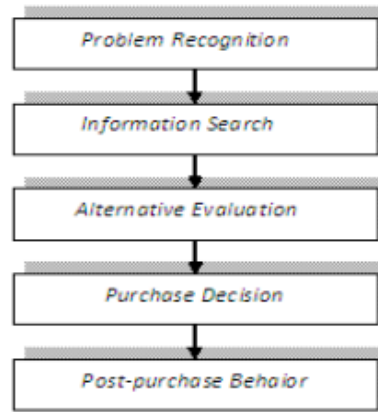 Problem Recognition
Information Search
Alternative Evaluation
Purchase Decision
Post-purchase Behaior